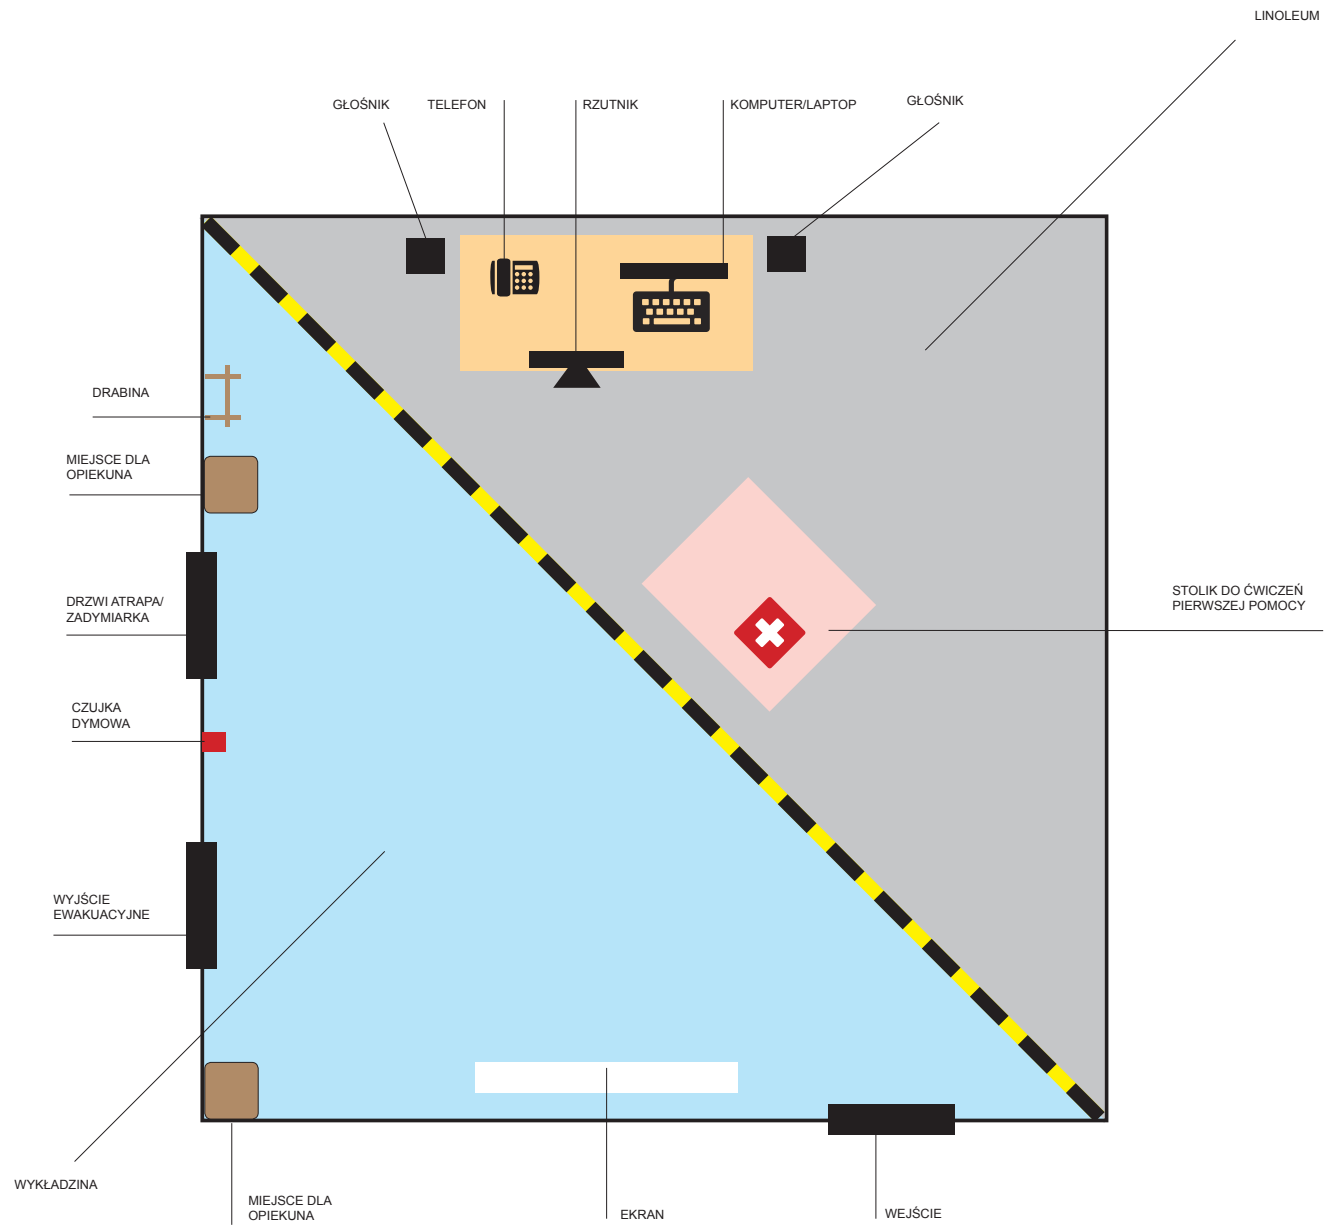 LINOLEUM
GŁOŚNIK
TELEFON
RZUTNIK
KOMPUTER/LAPTOP
GŁOŚNIK
DRABINA
MIEJSCE DLA
OPIEKUNA
DRZWI ATRAPA/
ZADYMIARKA
STOLIK DO ĆWICZEŃ
PIERWSZEJ POMOCY
CZUJKA
DYMOWA
WYJŚCIE
EWAKUACYJNE
WYKŁADZINA
MIEJSCE DLA
OPIEKUNA
EKRAN
WEJŚCIE